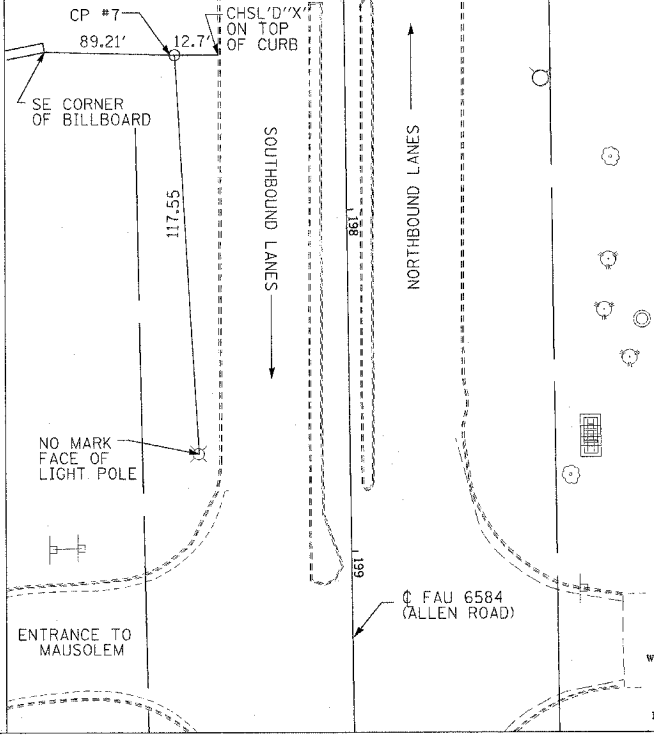 CP #7
CHSL'D"X"
ON TOP
OF CURB
89.21'
12.7'
SE CORNER
OF BILLBOARD
117.55
SOUTHBOUND LANES
NORTHBOUND LANES
198
NO MARK
FACE OF
LIGHT POLE
199
℄ FAU 6584
(ALLEN ROAD)
ENTRANCE TO
MAUSOLEM
W